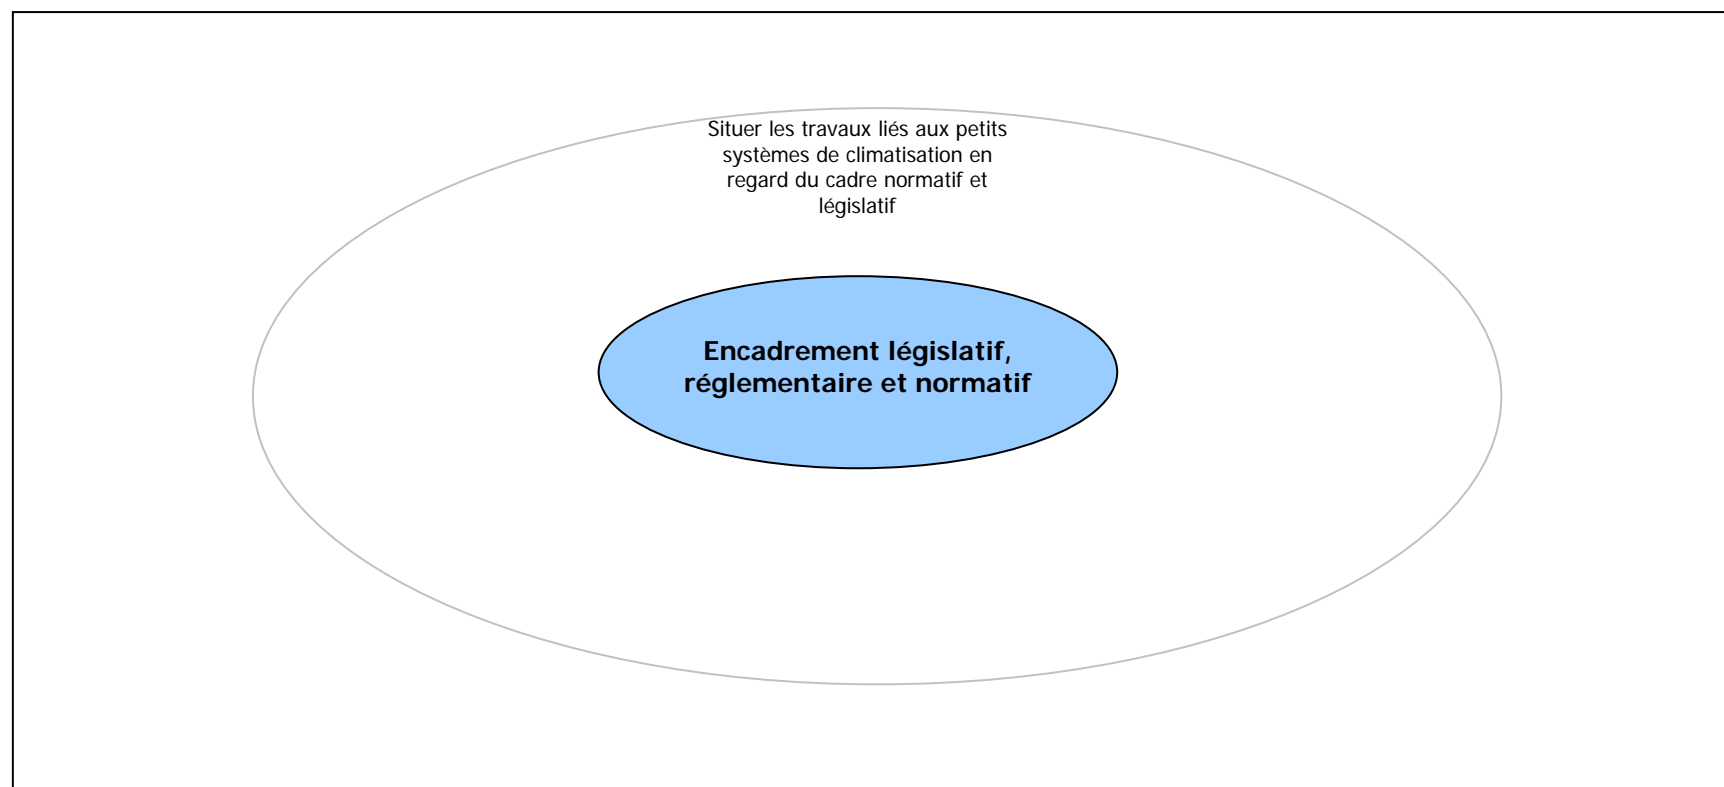 Situer les travaux liés aux petits
systèmes de climatisation en
regard du cadre normatif et
législatif
Encadrement législatif,
réglementaire et normatif